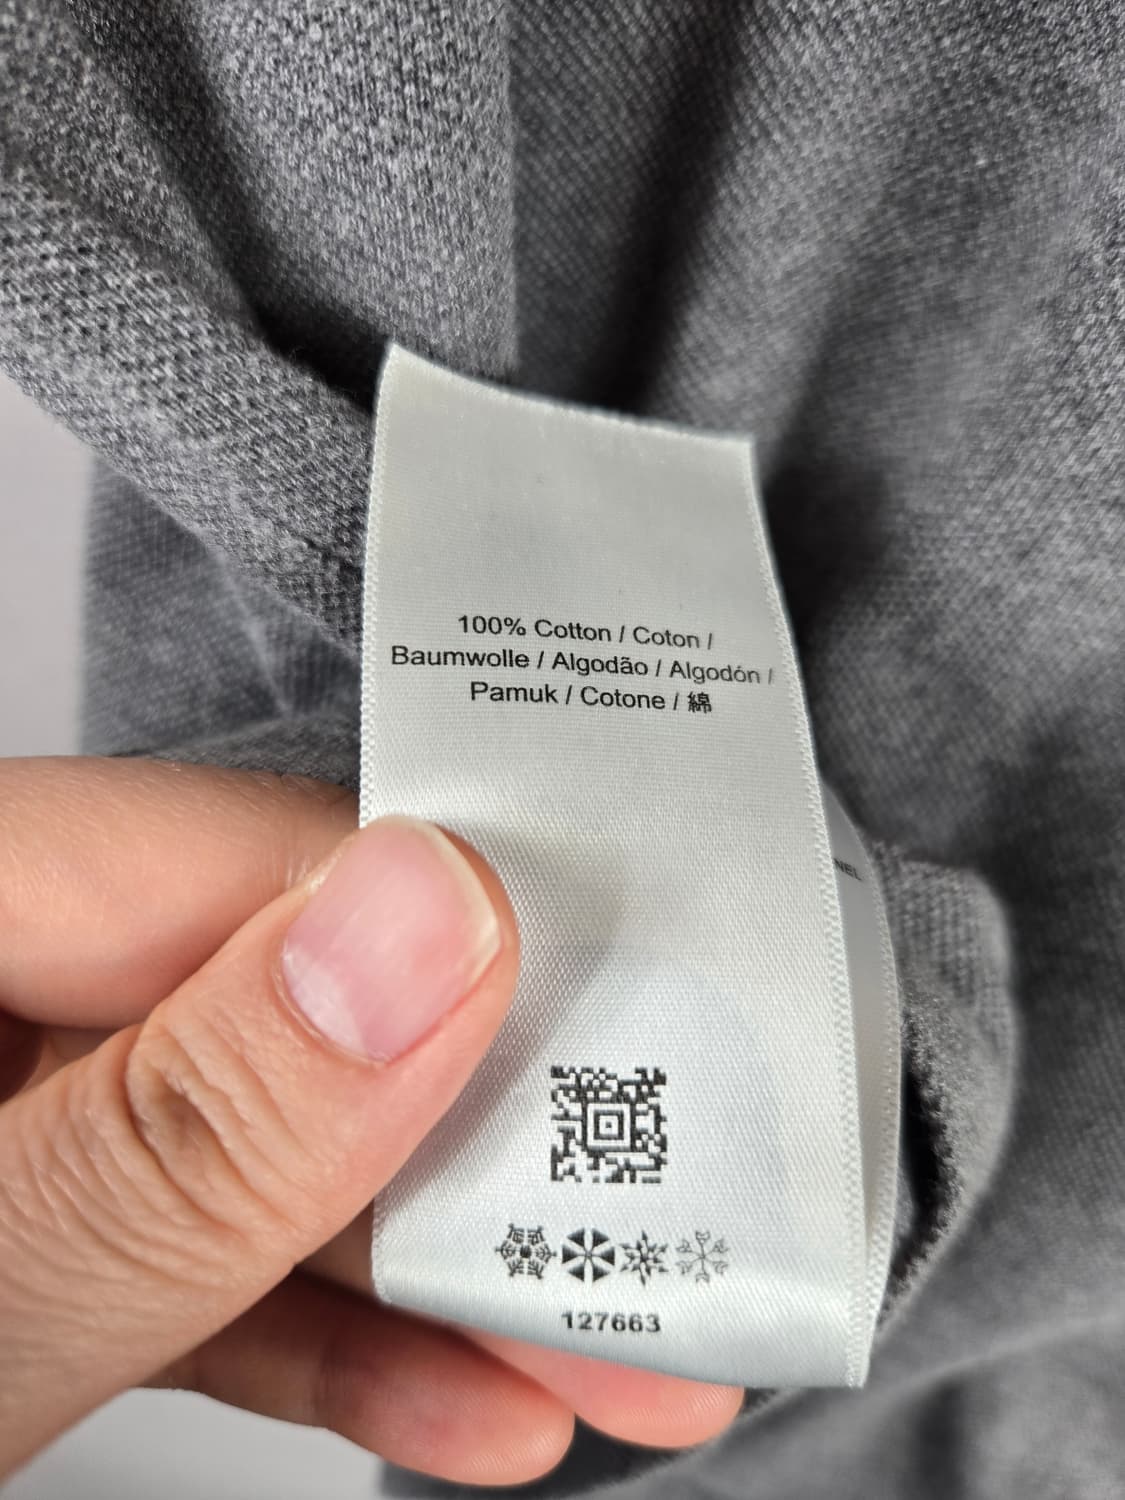 100% Cotton / Coton /
Baumwolle / Algodão / Algodón /
Pamuk / Cotone / 綿
127663